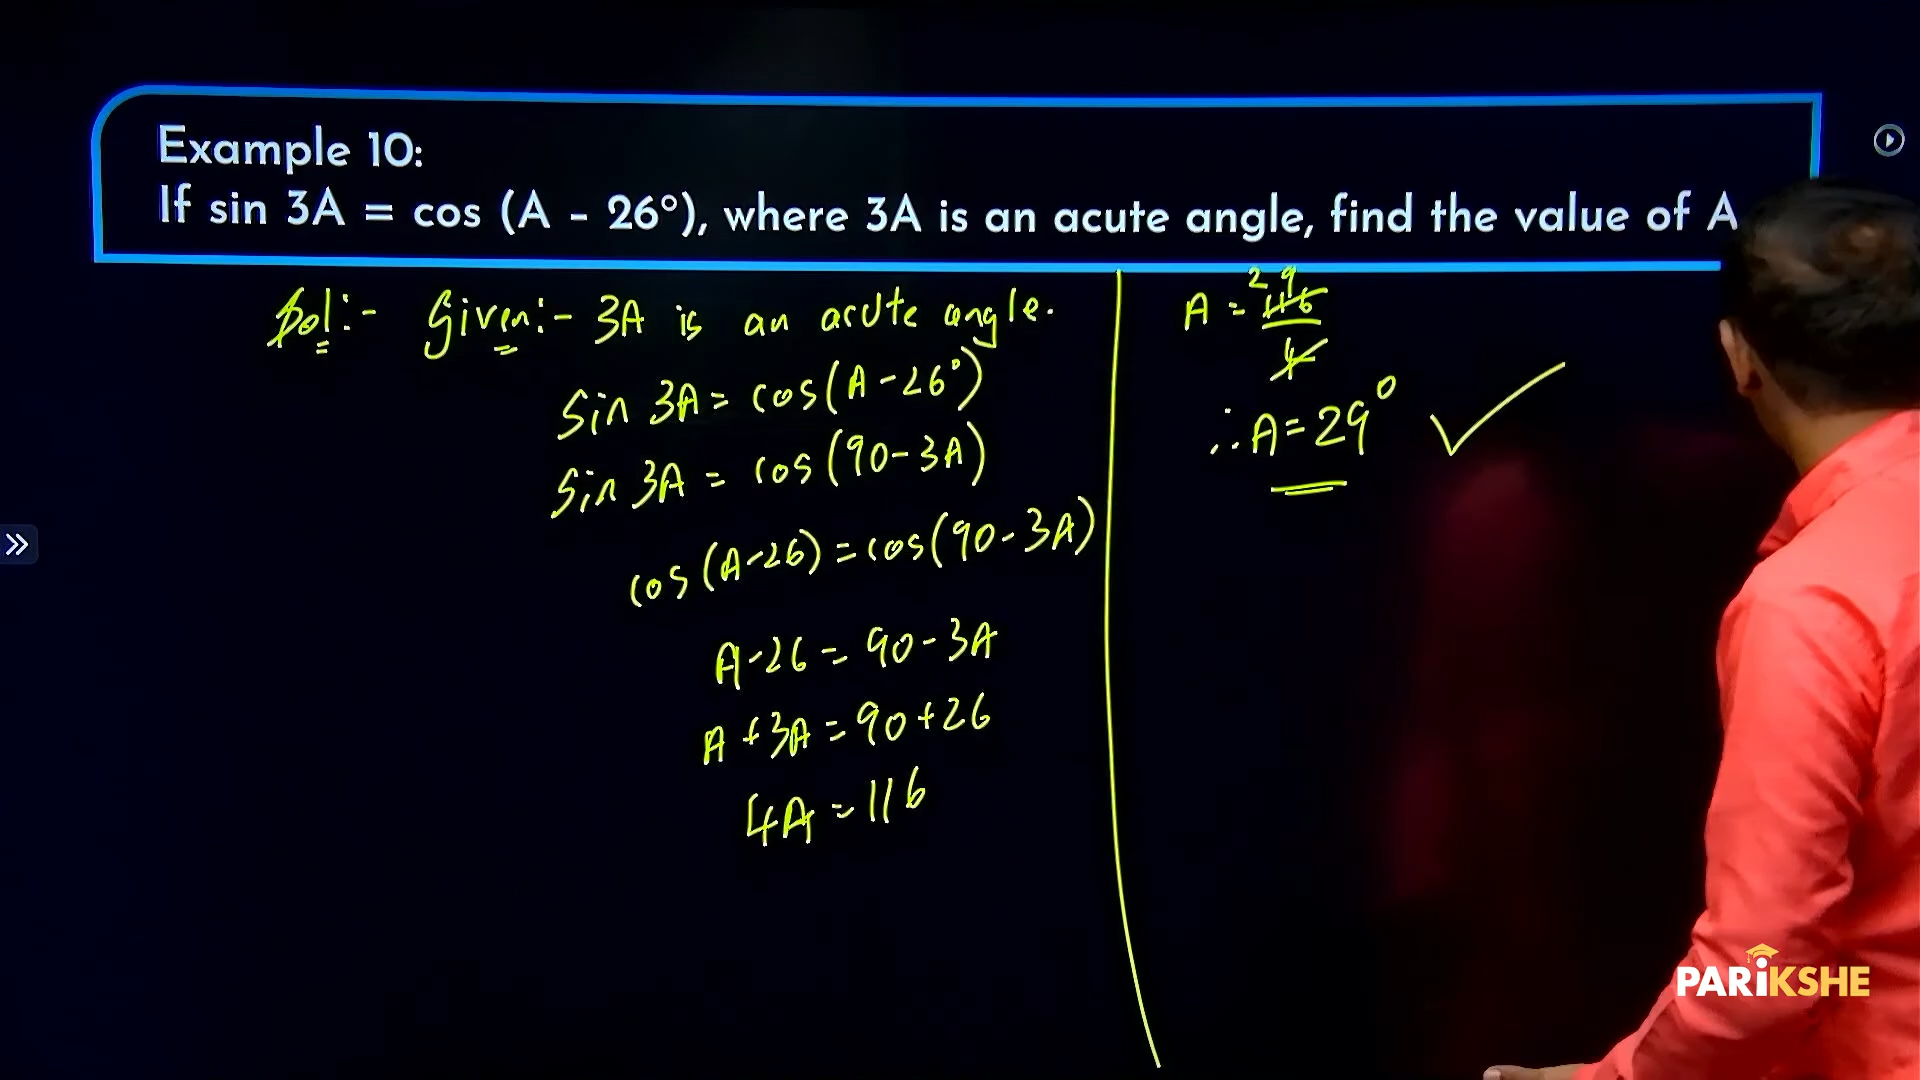 Example 10:
If sin 3A = cos (A - 26°), where 3A is an acute angle, find the value of A
Sol:- Given:- 3A is an acute angle.
Sin 3A = cos(A-26°)
Sin 3A = cos(90-3A)
cos(A-26) = cos(90-3A)
A-26 = 90-3A
A+3A = 90+26
4A = 116
29
A = 116
4
∴ A = 29°
PARiKSHE